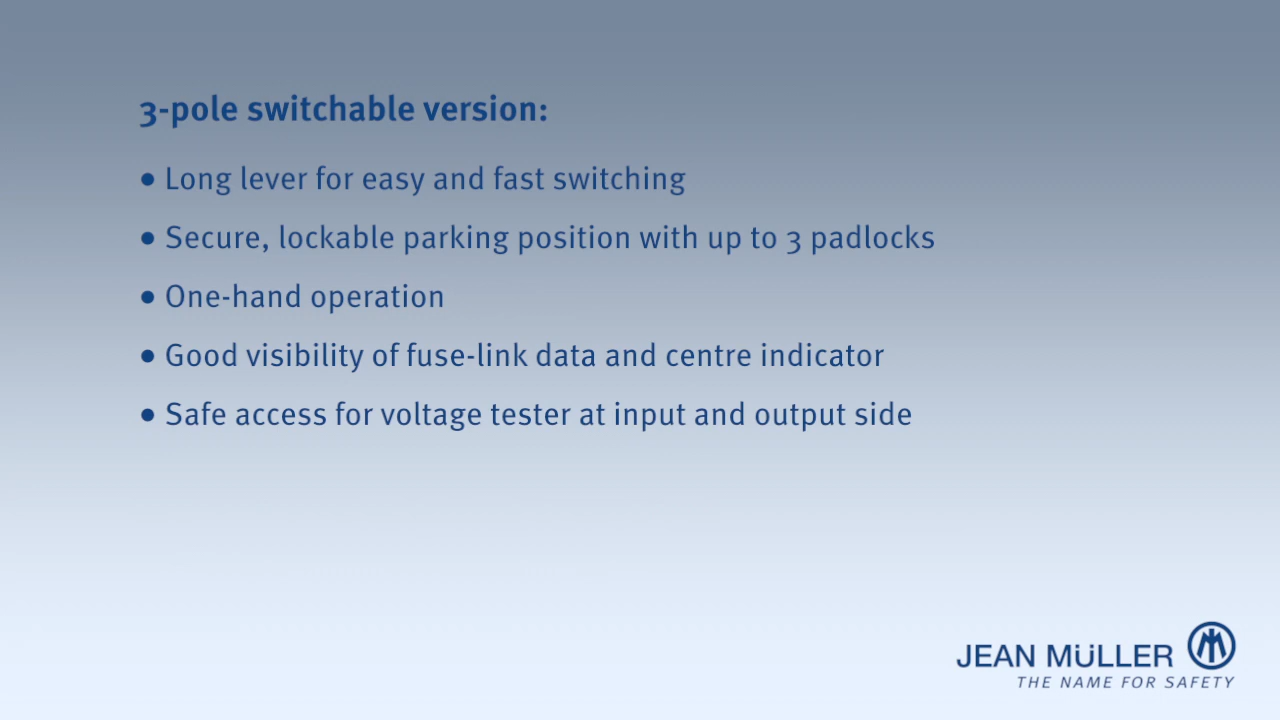 3-pole switchable version:
● Long lever for easy and fast switching
● Secure, lockable parking position with up to 3 padlocks
● One-hand operation
● Good visibility of fuse-link data and centre indicator
● Safe access for voltage tester at input and output side
JEAN MÜLLER
THE NAME FOR SAFETY